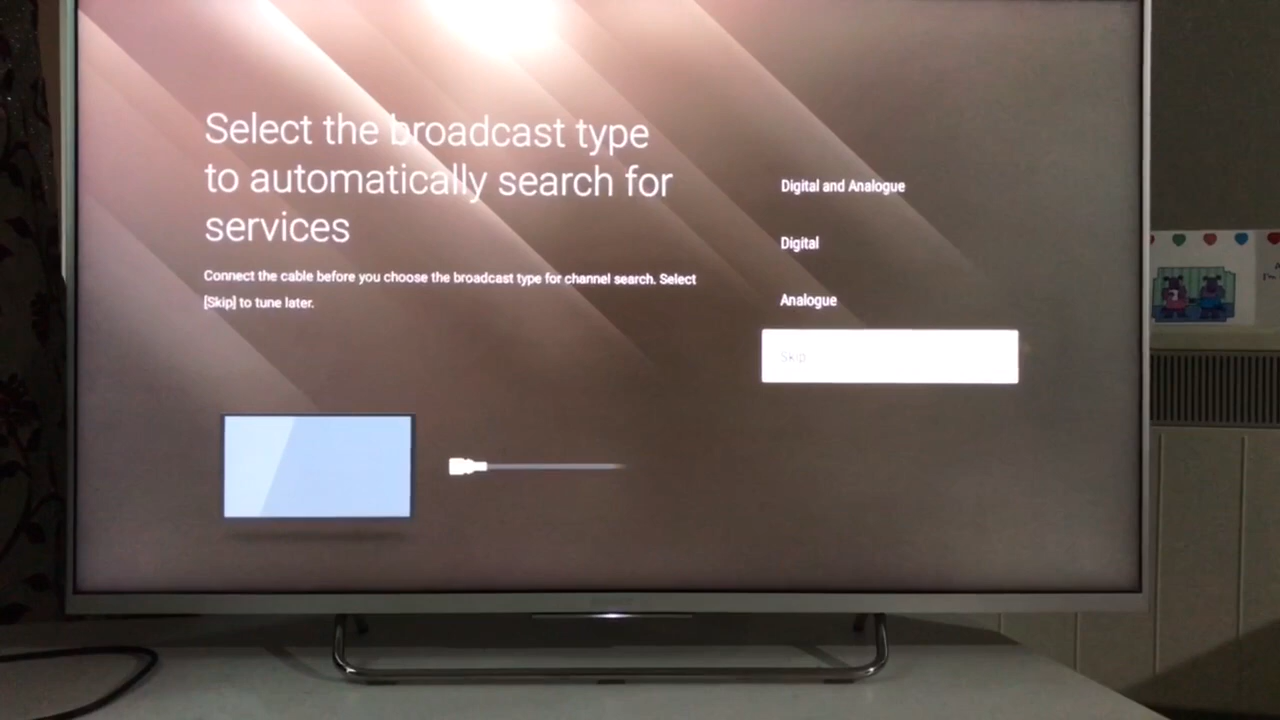 Select the broadcast type
to automatically search for
services
Connect the cable before you choose the broadcast type for channel search. Select
[Skip] to tune later.
Digital and Analogue
Digital
Analogue
Skip